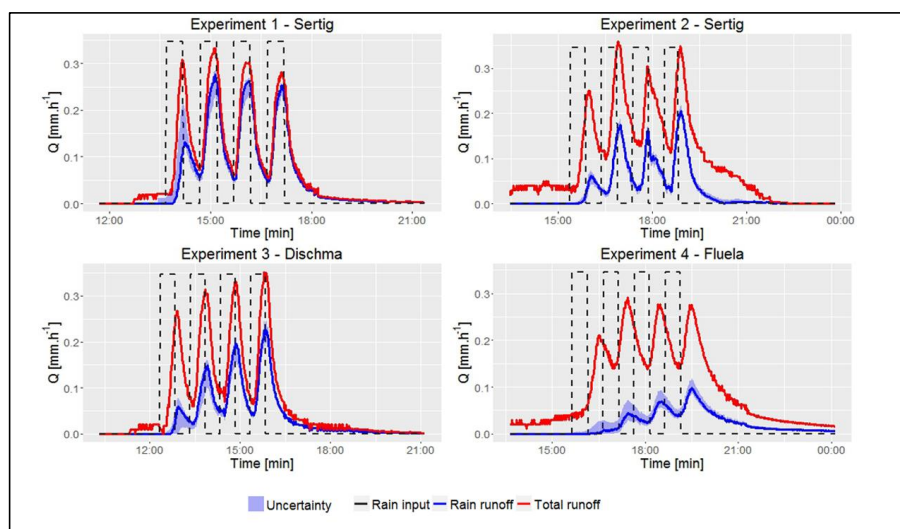 Experiment 1 - Sertig
Experiment 2 - Sertig
Q [mm.h⁻¹]
0.3
0.2
0.1
0.0
12:00 15:00 18:00 21:00
Time [min]
Q [mm.h⁻¹]
0.3
0.2
0.1
0.0
15:00 18:00 21:00 00:00
Time [min]
Experiment 3 - Dischma
Experiment 4 - Fluela
Q [mm.h⁻¹]
0.3
0.2
0.1
0.0
12:00 15:00 18:00 21:00
Time [min]
Q [mm.h⁻¹]
0.3
0.2
0.1
0.0
15:00 18:00 21:00 00:00
Time [min]
Uncertainty Rain input Rain runoff Total runoff